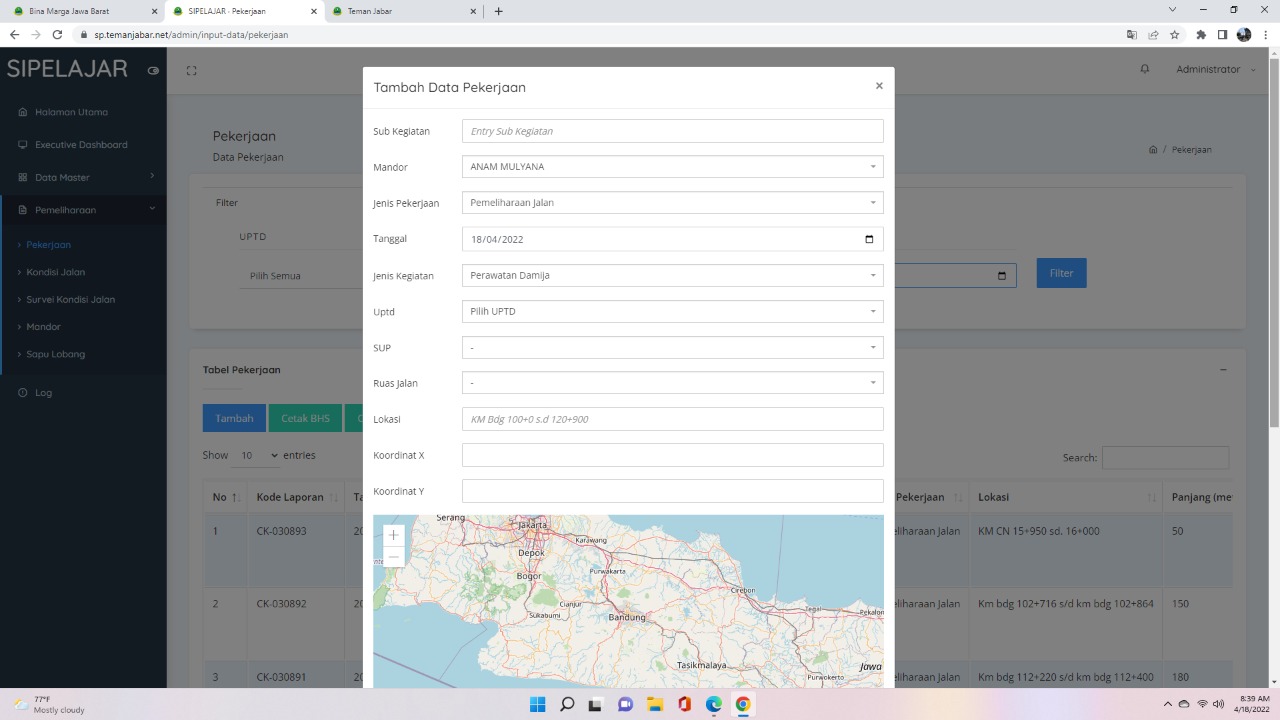 Bina Marga Jawa Barat
SIPELAJAR - Pekerjaan
Teman Jabar
sp.temanjabar.net/admin/input-data/pekerjaan
SIPELAJAR
Administrator
Halaman Utama
Executive Dashboard
Data Master
Pemeliharaan
Pekerjaan
Kondisi Jalan
Survei Kondisi Jalan
Mandor
Sapu Lobang
Log
Pekerjaan
Data Pekerjaan
/ Pekerjaan
Filter
UPTD
Pilih Semua
Filter
Tabel Pekerjaan
Tambah
Cetak BHS
Show 10 entries
Search:
No Kode Laporan Pekerjaan Lokasi Panjang (me
1 CK-030893 20 liharaan Jalan KM CN 15+950 sd. 16+000 50
2 CK-030892 20 liharaan Jalan Km bdg 102+716 s/d km bdg 102+864 150
3 CK-030891 20 liharaan Jalan Km bdg 112+220 s/d km bdg 112+400 180
Tambah Data Pekerjaan
×
Sub Kegiatan Entry Sub Kegiatan
Mandor ANAM MULYANA
Jenis Pekerjaan Pemeliharaan Jalan
Tanggal 18/04/2022
Jenis Kegiatan Perawatan Damija
Uptd Pilih UPTD
SUP -
Ruas Jalan -
Lokasi KM Bdg 100+0 s.d 120+900
Koordinat X
Koordinat Y
+
−
Serang
Jakarta
Karawang
Depok
Bogor
Purwakarta
Cirebon
Cianjur
Sukabumi
Bandung
Tegal
Pekalon
Tasikmalaya
Jawa
Purwokerto
77°F
Mostly cloudy
8:39 AM
4/18/2022